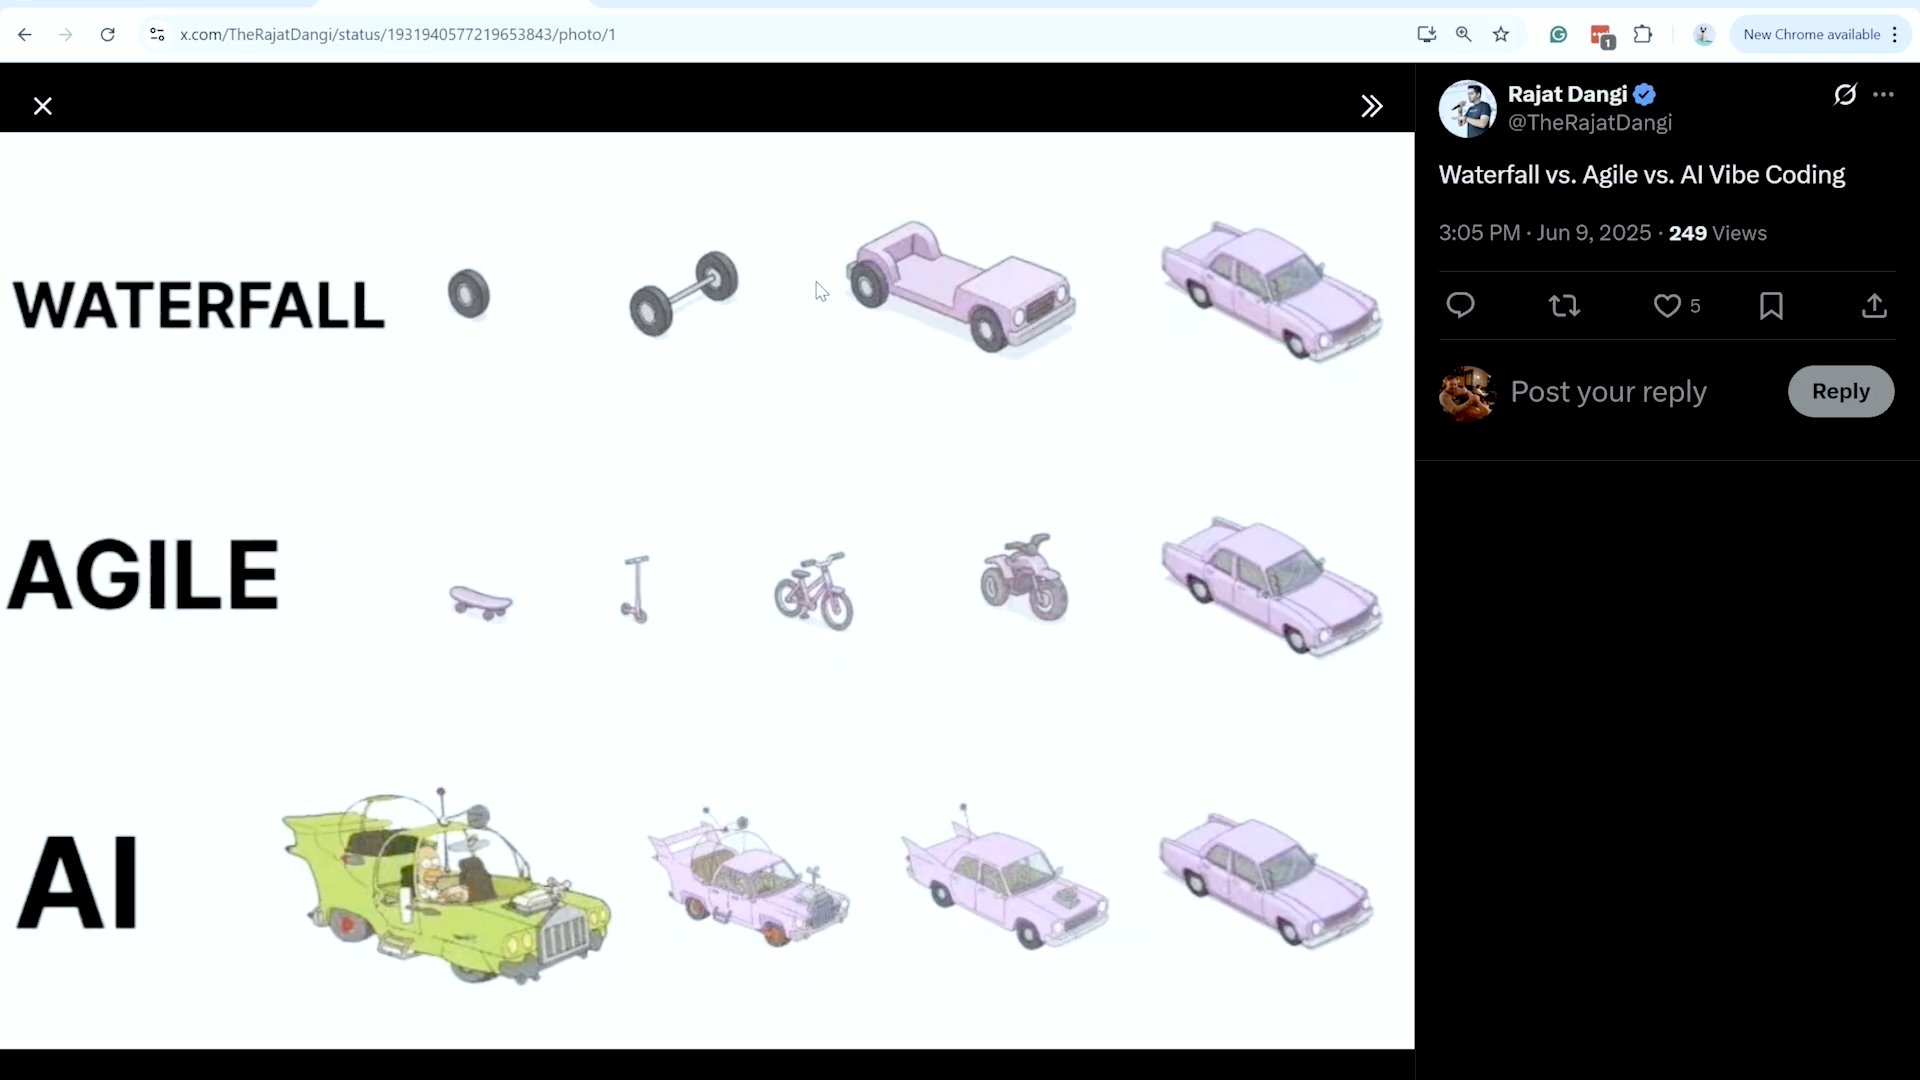 x.com/TheRajatDangi/status/1931940577219653843/photo/1
1
New Chrome available
Rajat Dangi
@TheRajatDangi
Waterfall vs. Agile vs. AI Vibe Coding
3:05 PM · Jun 9, 2025 · 249 Views
5
Post your reply
Reply
WATERFALL
AGILE
AI